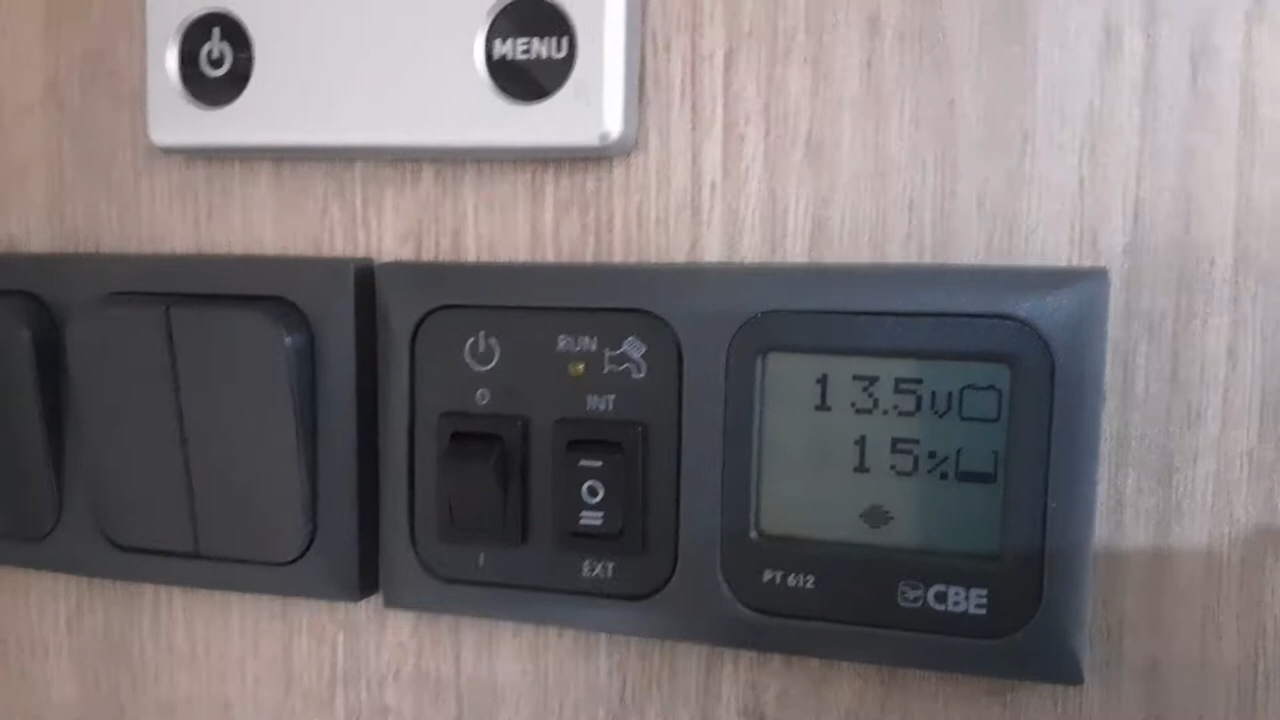 MENU
RUN
0
INT
I
EXT
13.5v
15%
PT 612
CBE